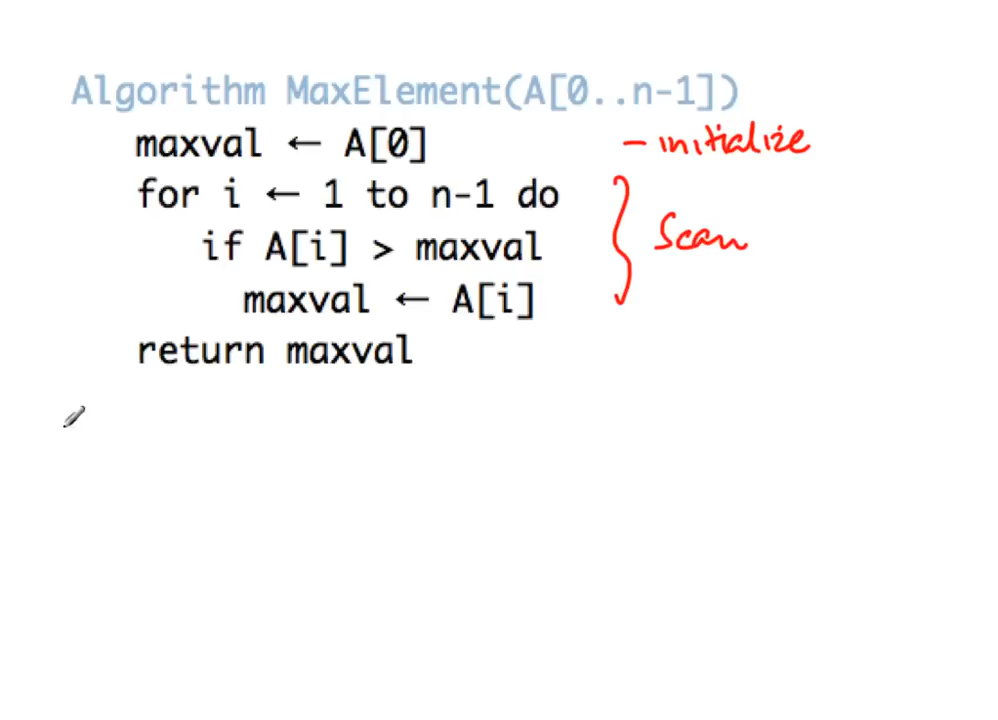 Algorithm MaxElement(A[0..n-1])
maxval ← A[0] - initialize
for i ← 1 to n-1 do
if A[i] > maxval Scan
maxval ← A[i]
return maxval